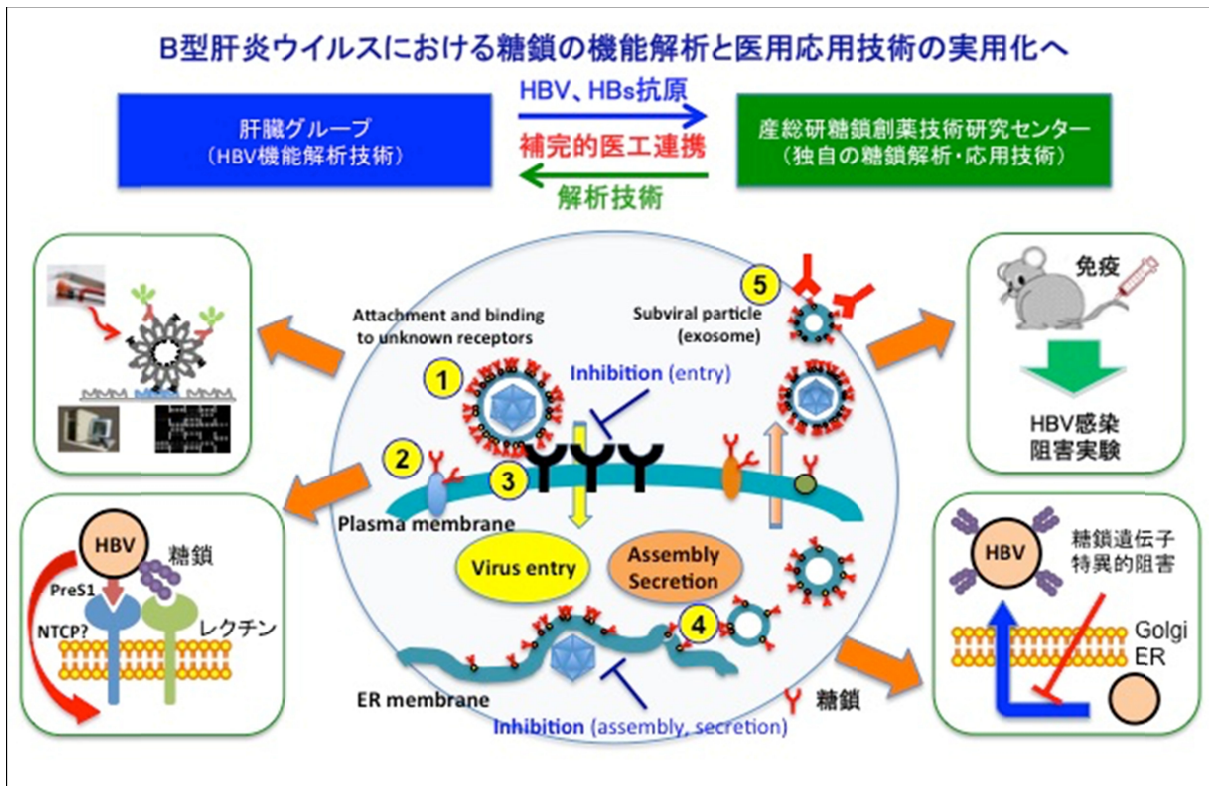 B型肝炎ウイルスにおける糖鎖の機能解析と医用応用技術の実用化へ
肝臓グループ
（HBV機能解析技術）
HBV、HBs抗原
補完的医工連携
解析技術
産総研糖鎖創薬技術研究センター
（独自の糖鎖解析・応用技術）
Attachment and binding
to unknown receptors
1
2
3
Inhibition (entry)
5
Subviral particle
(exosome)
Plasma membrane
Virus entry
Assembly
Secretion
4
ER membrane
Inhibition (assembly, secretion)
糖鎖
免疫
HBV感染
阻害実験
HBV
糖鎖
PreS1
NTCP?
レクチン
HBV
糖鎖遺伝子
特異的阻害
Golgi
ER